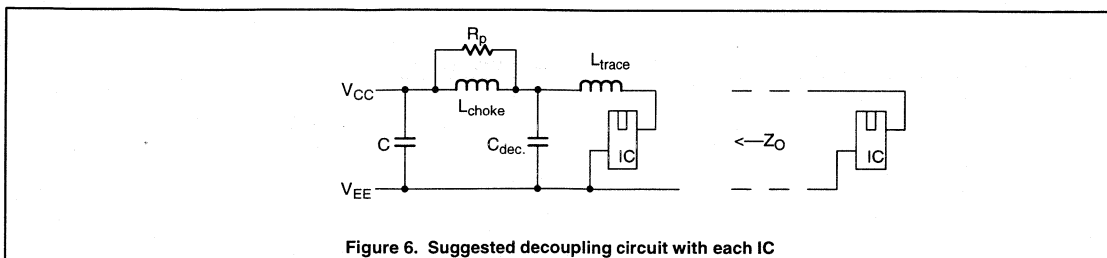 Rp
Ltrace
VCC
Lchoke
C
Cdec.
IC
<—ZO
IC
VEE
Figure 6. Suggested decoupling circuit with each IC